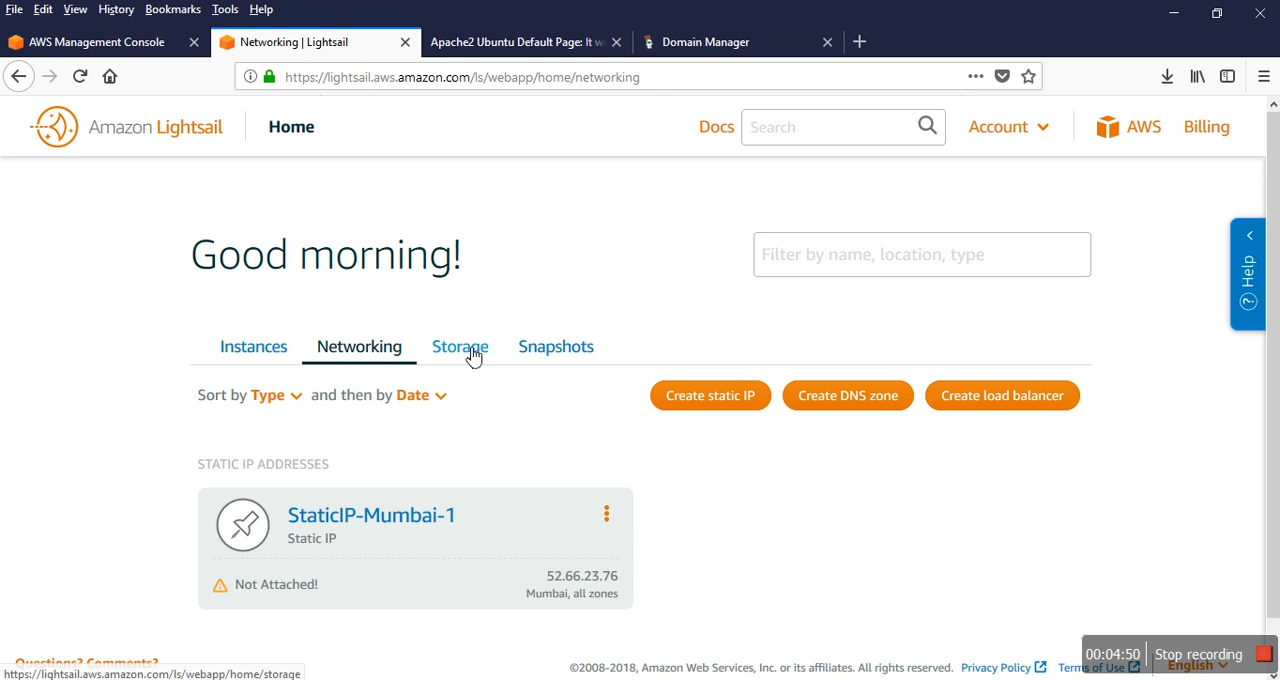 File Edit View History Bookmarks Tools Help
AWS Management Console
Networking | Lightsail
Apache2 Ubuntu Default Page: It w
Domain Manager
https://lightsail.aws.amazon.com/ls/webapp/home/networking
Amazon Lightsail Home Docs Search Account AWS Billing
Good morning!
Filter by name, location, type
Help
Instances Networking Storage Snapshots
Sort by Type and then by Date
Create static IP Create DNS zone Create load balancer
STATIC IP ADDRESSES
StaticIP-Mumbai-1
Static IP
Not Attached!
52.66.23.76
Mumbai, all zones
Questions? Comments?
https://lightsail.aws.amazon.com/ls/webapp/home/storage
©2008-2018, Amazon Web Services, Inc. or its affiliates. All rights reserved. Privacy Policy Terms of Use English
00:04:50 Stop recording